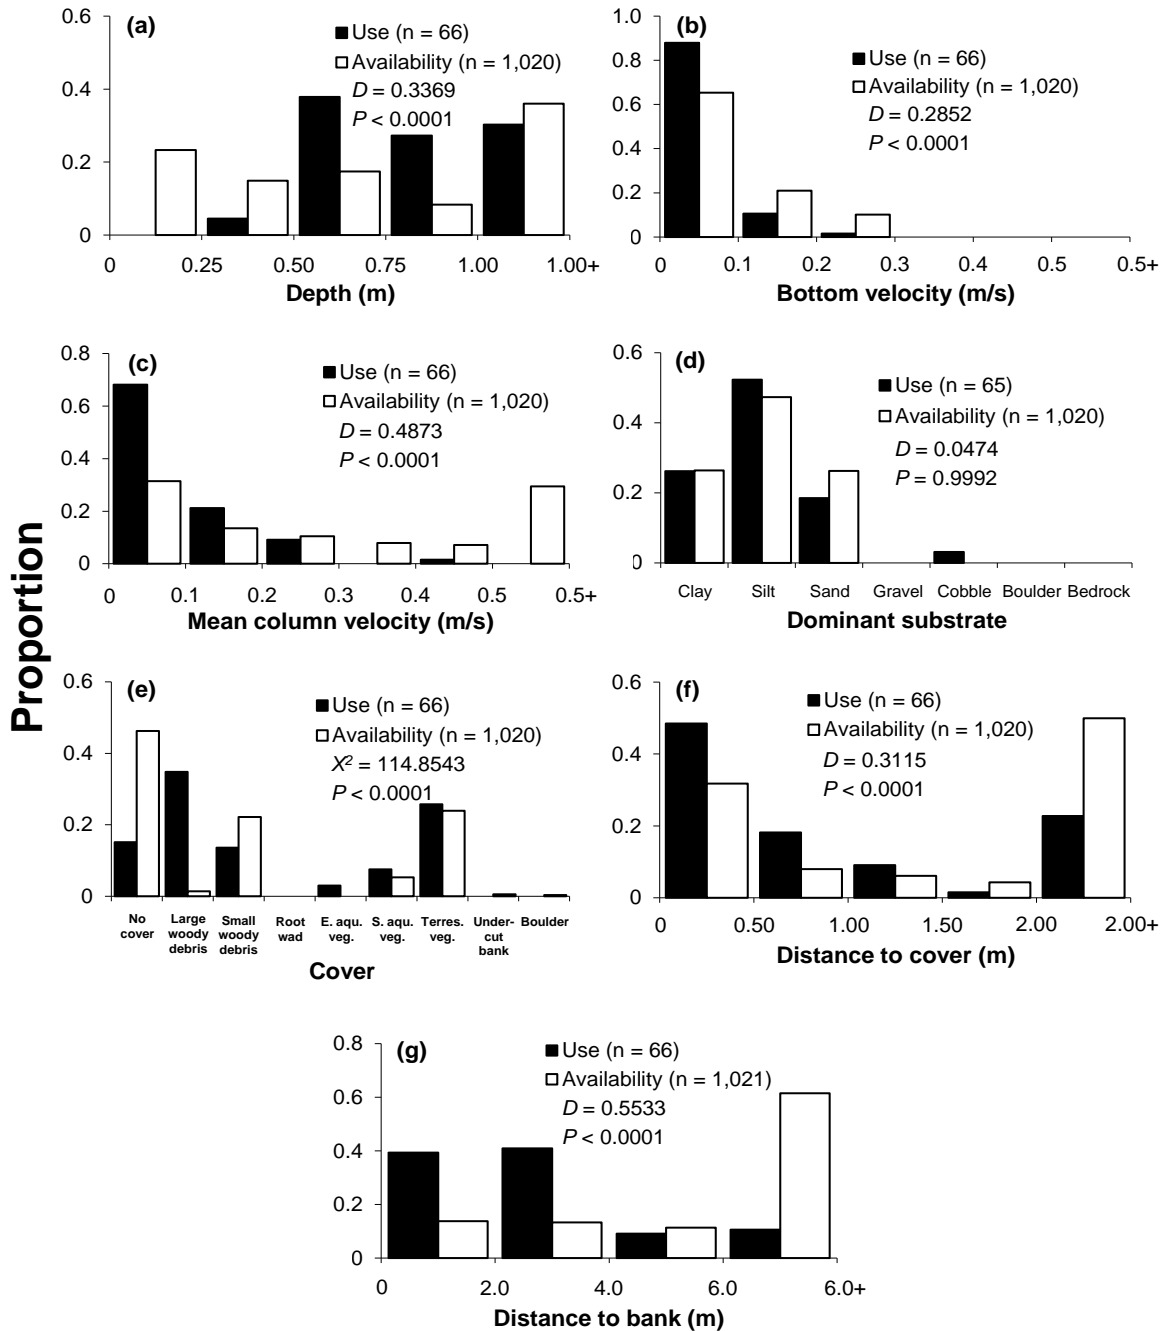 Proportion
(a)
Use (n = 66)
Availability (n = 1,020)
D = 0.3369
P < 0.0001
0.6
0.4
0.2
0
0 0.25 0.50 0.75 1.00 1.00+
Depth (m)
(b)
Use (n = 66)
Availability (n = 1,020)
D = 0.2852
P < 0.0001
1.0
0.8
0.6
0.4
0.2
0
0 0.1 0.2 0.3 0.4 0.5 0.5+
Bottom velocity (m/s)
(c)
Use (n = 66)
Availability (n = 1,020)
D = 0.4873
P < 0.0001
0.8
0.6
0.4
0.2
0
0 0.1 0.2 0.3 0.4 0.5 0.5+
Mean column velocity (m/s)
(d)
Use (n = 65)
Availability (n = 1,020)
D = 0.0474
P = 0.9992
0.6
0.4
0.2
0
Clay Silt Sand Gravel Cobble Boulder Bedrock
Dominant substrate
(e)
Use (n = 66)
Availability (n = 1,020)
X² = 114.8543
P < 0.0001
0.6
0.4
0.2
0
No Large Small Root E. aqu. S. aqu. Terres. Under- Boulder
cover woody woody wad veg. veg. veg. cut
debris debris bank
Cover
(f)
Use (n = 66)
Availability (n = 1,020)
D = 0.3115
P < 0.0001
0.6
0.4
0.2
0
0 0.50 1.00 1.50 2.00 2.00+
Distance to cover (m)
(g)
Use (n = 66)
Availability (n = 1,021)
D = 0.5533
P < 0.0001
0.8
0.6
0.4
0.2
0
0 2.0 4.0 6.0 6.0+
Distance to bank (m)